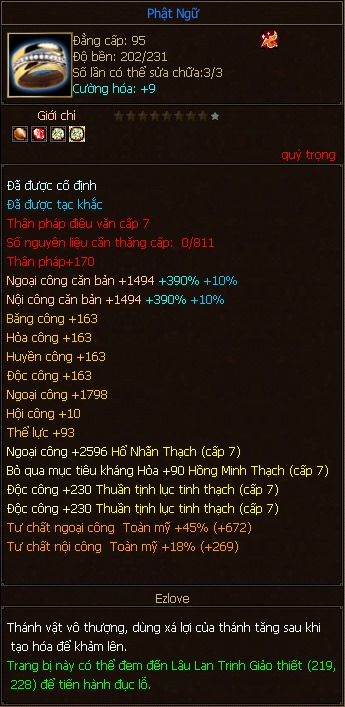 Phật Ngữ
Đẳng cấp: 95
Độ bền: 202/231
Số lần có thể sửa chữa:3/3
Cường hóa: +9
Giới chỉ
quý trọng
Đã được cố định
Đã được tạc khắc
Thân pháp điêu văn cấp 7
Số nguyên liệu cần thăng cấp: 0/811
Thân pháp+170
Ngoại công căn bản +1494 +390% +10%
Nội công căn bản +1494 +390% +10%
Băng công +163
Hỏa công +163
Huyền công +163
Độc công +163
Ngoại công +1798
Hội công +10
Thể lực +93
Ngoại công +2596 Hổ Nhãn Thạch (cấp 7)
Bỏ qua mục tiêu kháng Hỏa +90 Hồng Minh Thạch (cấp 7)
Độc công +230 Thuần tịnh lục tinh thạch (cấp 7)
Độc công +230 Thuần tịnh lục tinh thạch (cấp 7)
Tư chất ngoại công Toàn mỹ +45% (+672)
Tư chất nội công Toàn mỹ +18% (+269)
Ezlove
Thánh vật vô thượng, dùng xá lợi của thánh tăng sau khi
tạo hóa để khảm lên.
Trang bị này có thể đem đến Lâu Lan Trinh Giảo thiết (219,
228) để tiến hành đục lỗ.